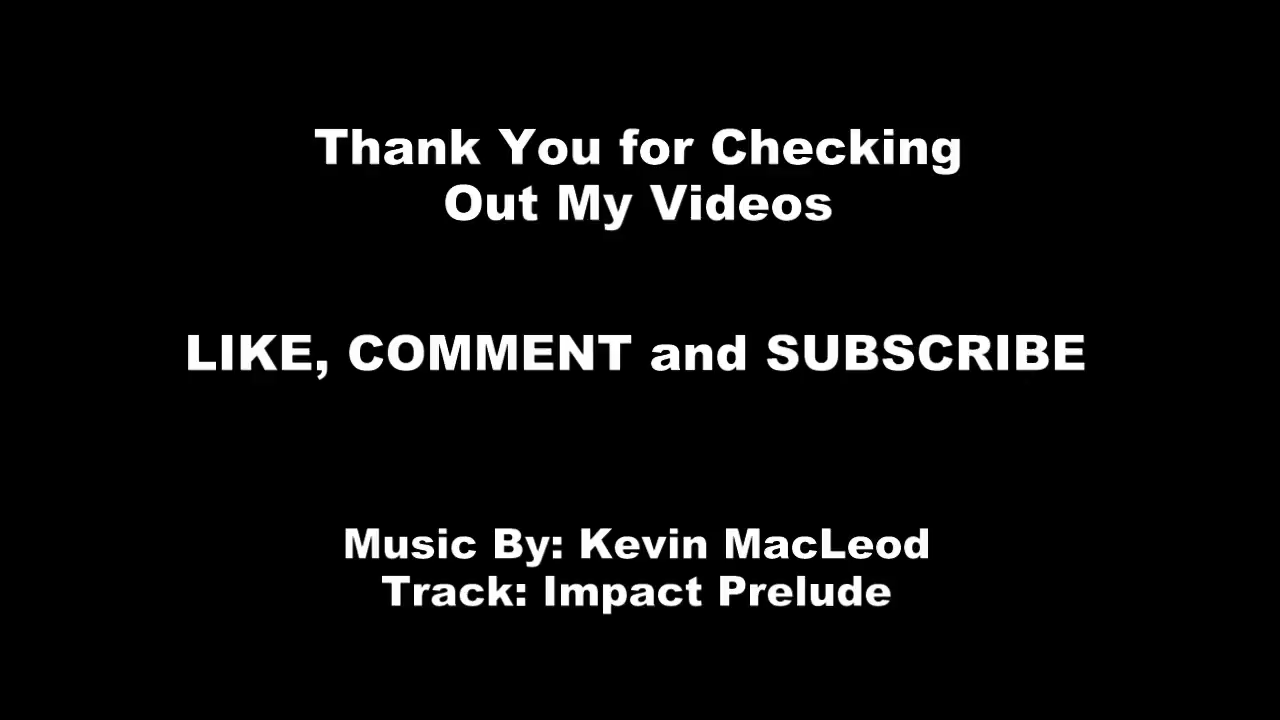 Thank You for Checking
Out My Videos
LIKE, COMMENT and SUBSCRIBE
Music By: Kevin MacLeod
Track: Impact Prelude